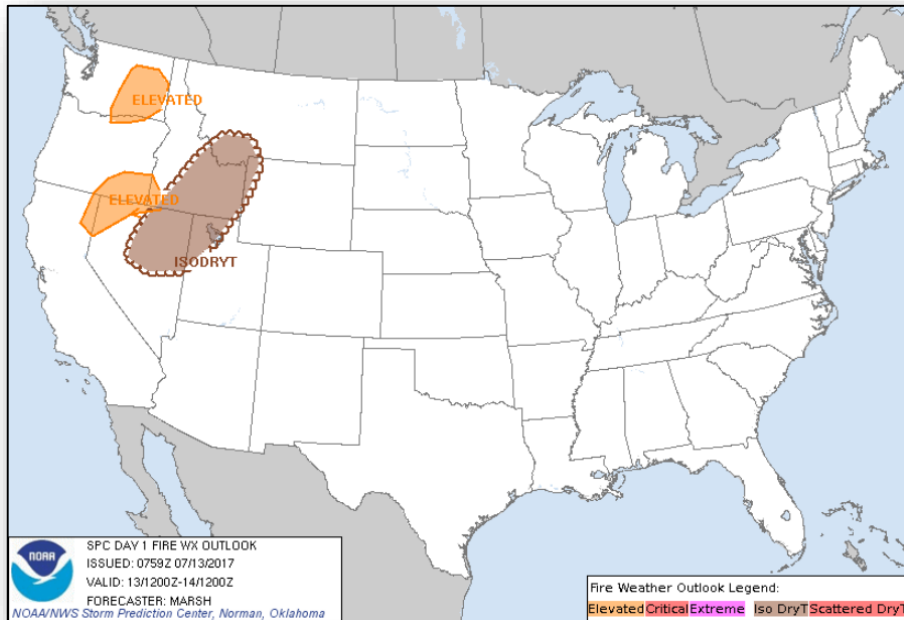 ELEVATED
ELEVATED
ISODRYT
NOAA
SPC DAY 1 FIRE WX OUTLOOK
ISSUED: 0759Z 07/13/2017
VALID: 13/1200Z-14/1200Z
FORECASTER: MARSH
NOAA/NWS Storm Prediction Center, Norman, Oklahoma
Fire Weather Outlook Legend:
Elevated Critical Extreme Iso DryT Scattered DryT